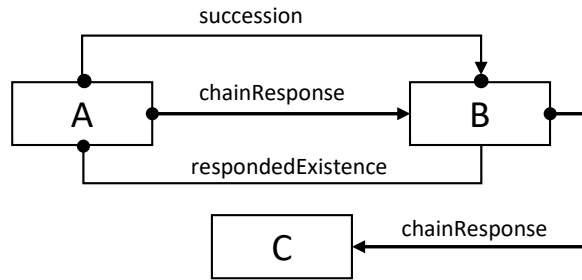 succession
A
chainResponse
B
respondedExistence
C
chainResponse